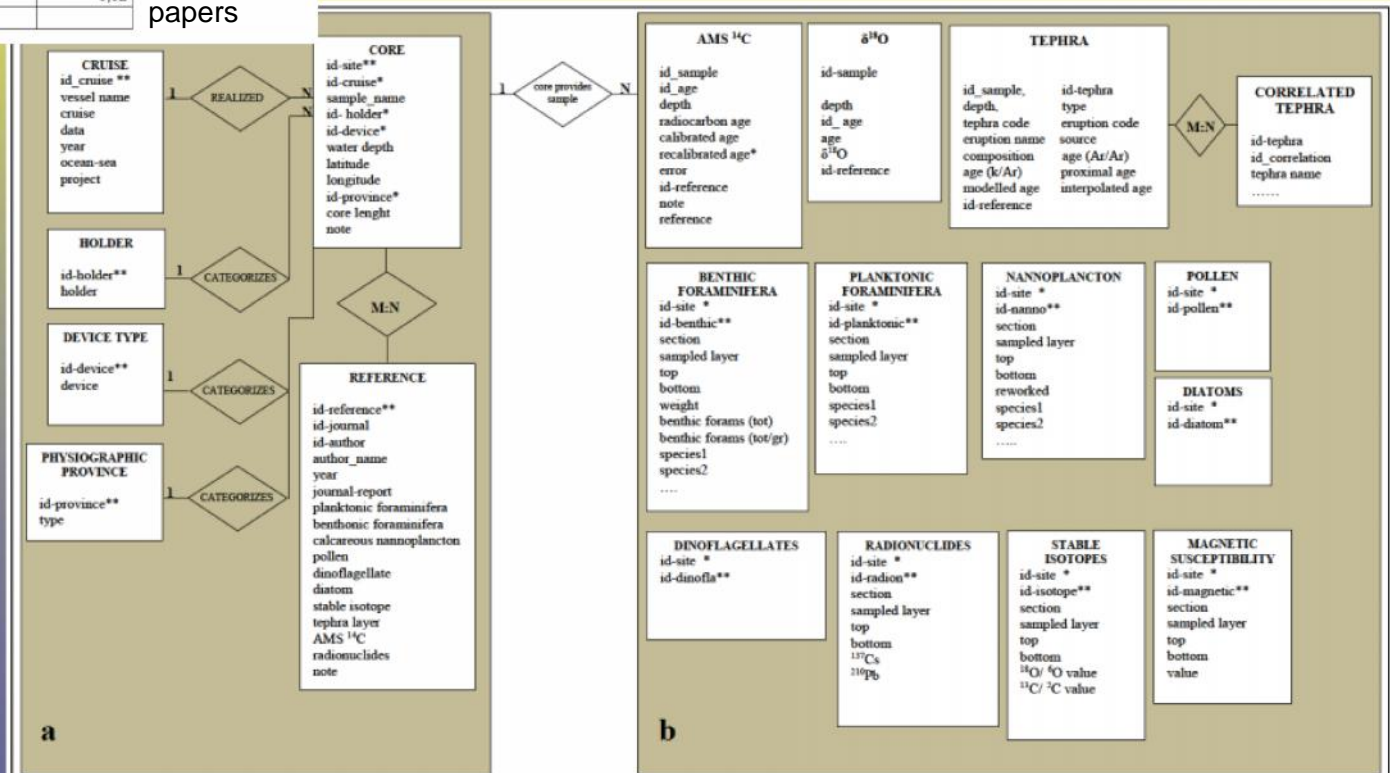 papers
CRUISE
id_cruise **
vessel name
cruise
data
year
ocean-sea
project
1
REALIZED
N
N
CORE
id-site**
id-cruise*
sample_name
id- holder*
id-device*
water depth
latitude
longitude
id-province*
core lenght
note
HOLDER
id-holder**
holder
1
CATEGORIZES
DEVICE TYPE
id-device**
device
1
CATEGORIZES
PHYSIOGRAPHIC
PROVINCE
id-province**
type
1
CATEGORIZES
M:N
REFERENCE
id-reference**
id-journal
id-author
author_name
year
journal-report
planktonic foraminifera
benthonic foraminifera
calcareous nannoplancton
pollen
dinoflagellate
diatom
stable isotope
tephra layer
AMS ¹⁴C
radionuclides
note
a
1
core provides
sample
N
AMS ¹⁴C
id_sample
id_age
depth
radiocarbon age
calibrated age
recalibrated age*
error
id-reference
note
reference
δ¹⁸O
id-sample
depth
id_ age
age
δ¹⁸O
id-reference
TEPHRA
id_sample,
depth,
tephra code
eruption name
composition
age (k/Ar)
modelled age
id-reference
id-tephra
type
eruption code
source
age (Ar/Ar)
proximal age
interpolated age
M:N
CORRELATED
TEPHRA
id-tephra
id_correlation
tephra name
......
BENTHIC
FORAMINIFERA
id-site *
id-benthic**
section
sampled layer
top
bottom
weight
benthic forams (tot)
benthic forams (tot/gr)
species1
species2
....
PLANKTONIC
FORAMINIFERA
id-site *
id-planktonic**
section
sampled layer
top
bottom
species1
species2
....
NANNOPLANCTON
id-site *
id-nanno**
section
sampled layer
top
bottom
reworked
species1
species2
.....
POLLEN
id-site *
id-pollen**
DIATOMS
id-site *
id-diatom**
DINOFLAGELLATES
id-site *
id-dinofla**
RADIONUCLIDES
id-site *
id-radion**
section
sampled layer
top
bottom
¹³⁷Cs
²¹⁰Pb
STABLE
ISOTOPES
id-site *
id-isotope**
section
sampled layer
top
bottom
¹⁸O/ ⁶O value
¹³C/ ²C value
MAGNETIC
SUSCEPTIBILITY
id-site *
id-magnetic**
section
sampled layer
top
bottom
value
b